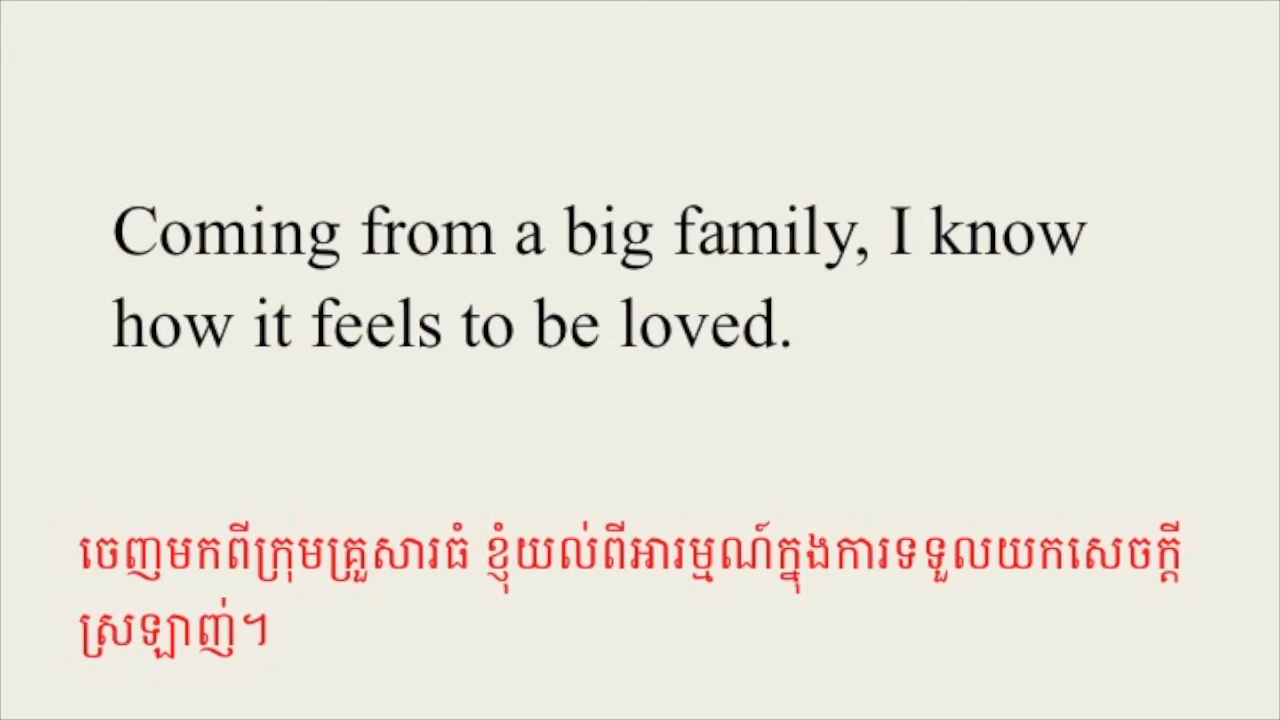 Coming from a big family, I know
how it feels to be loved.
ចេញមកពីក្រុមគ្រួសារធំ ខ្ញុំយល់ពីអារម្មណ៍ក្នុងការទទួលយកសេចក្តី
ស្រឡាញ់។